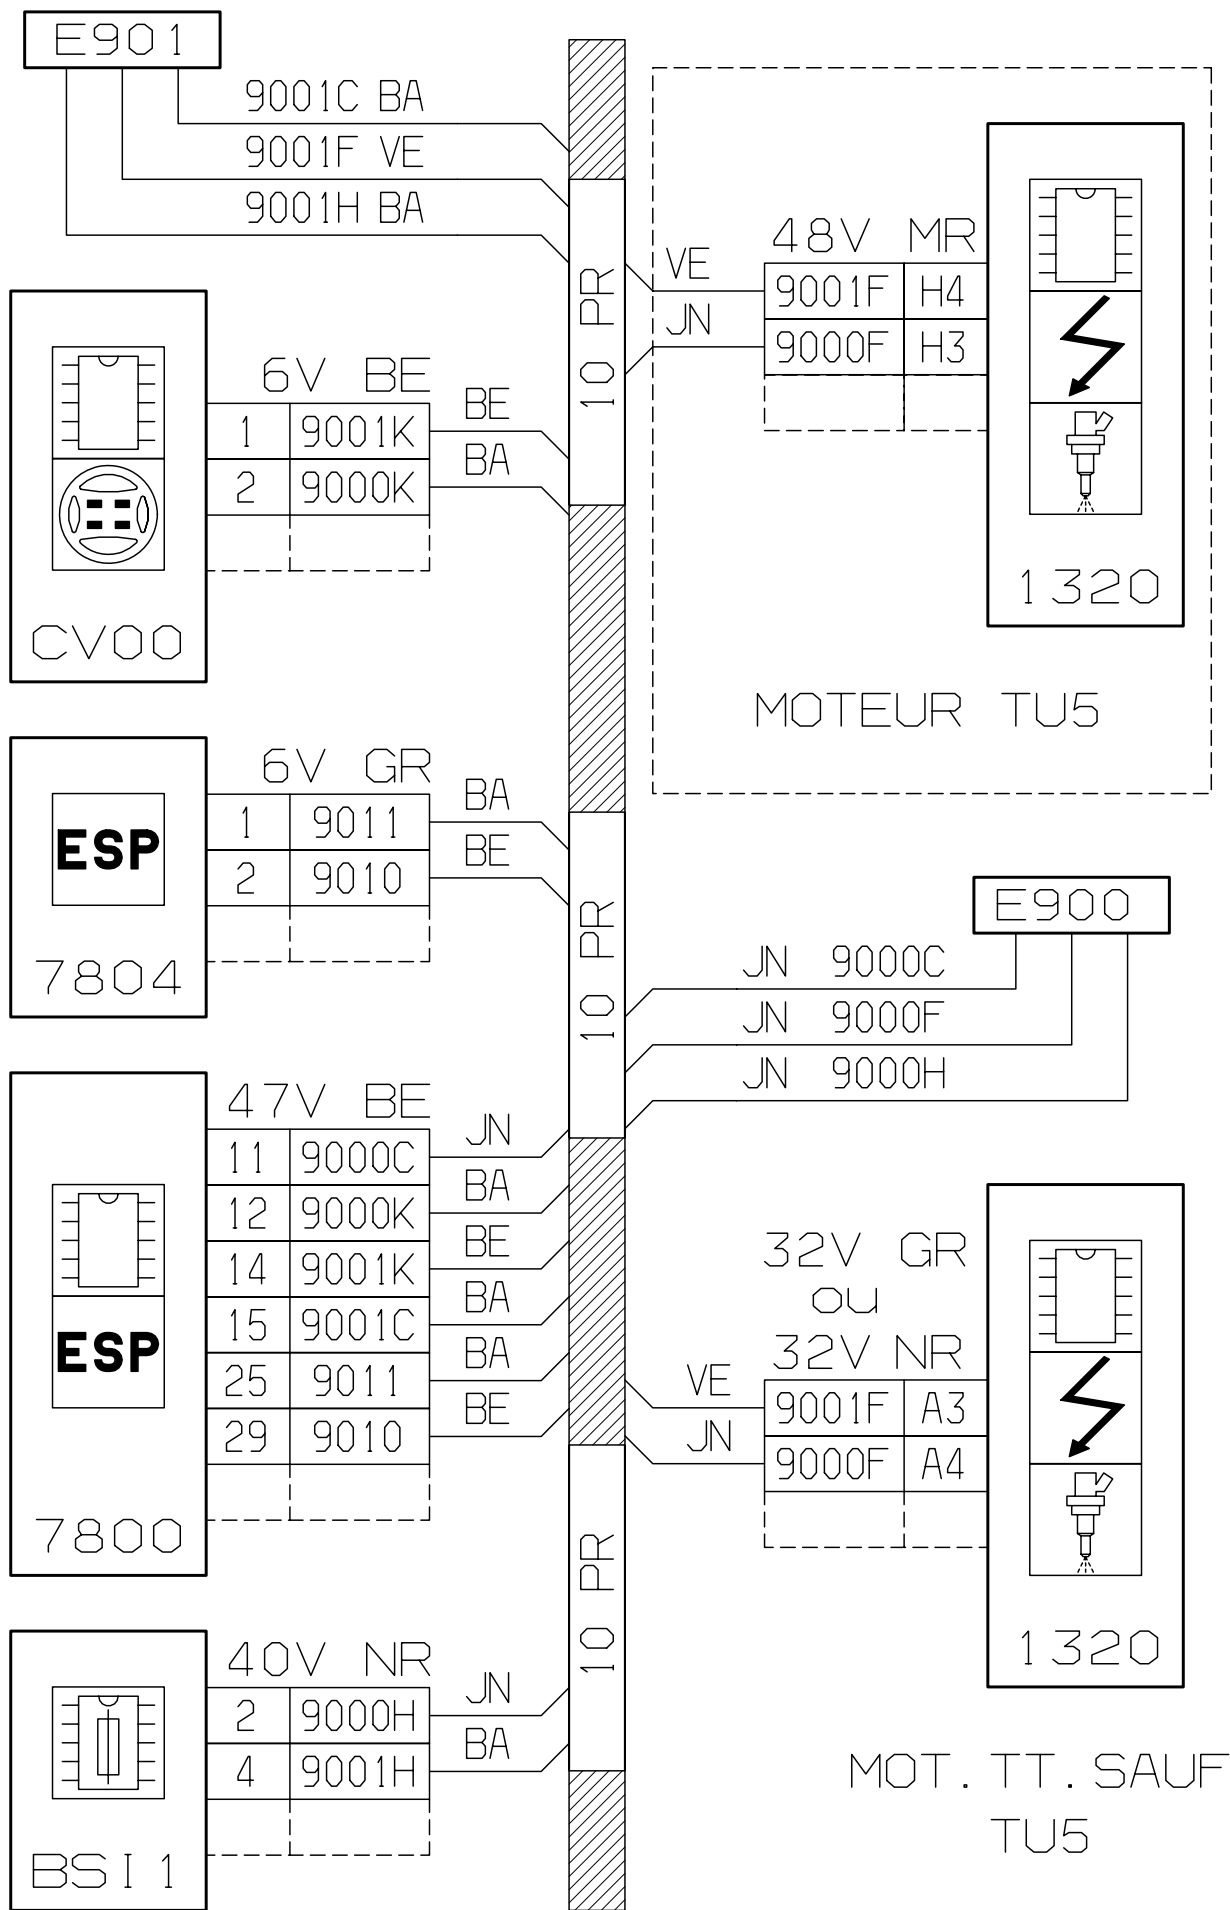 E901
9001C BA
9001F VE
9001H BA
10 PR
48V MR
VE 9001F H4
JN 9000F H3
1320
MOTEUR TU5
6V BE
1 9001K BE
2 9000K BA
CV00
6V GR
1 9011 BA
2 9010 BE
ESP
7804
10 PR
E900
JN 9000C
JN 9000F
JN 9000H
47V BE
11 9000C JN
12 9000K BA
14 9001K BE
15 9001C BA
25 9011 BA
29 9010 BE
ESP
7800
32V GR
ou
32V NR
VE 9001F A3
JN 9000F A4
1320
MOT. TT. SAUF
TU5
10 PR
40V NR
2 9000H JN
4 9001H BA
BSI1